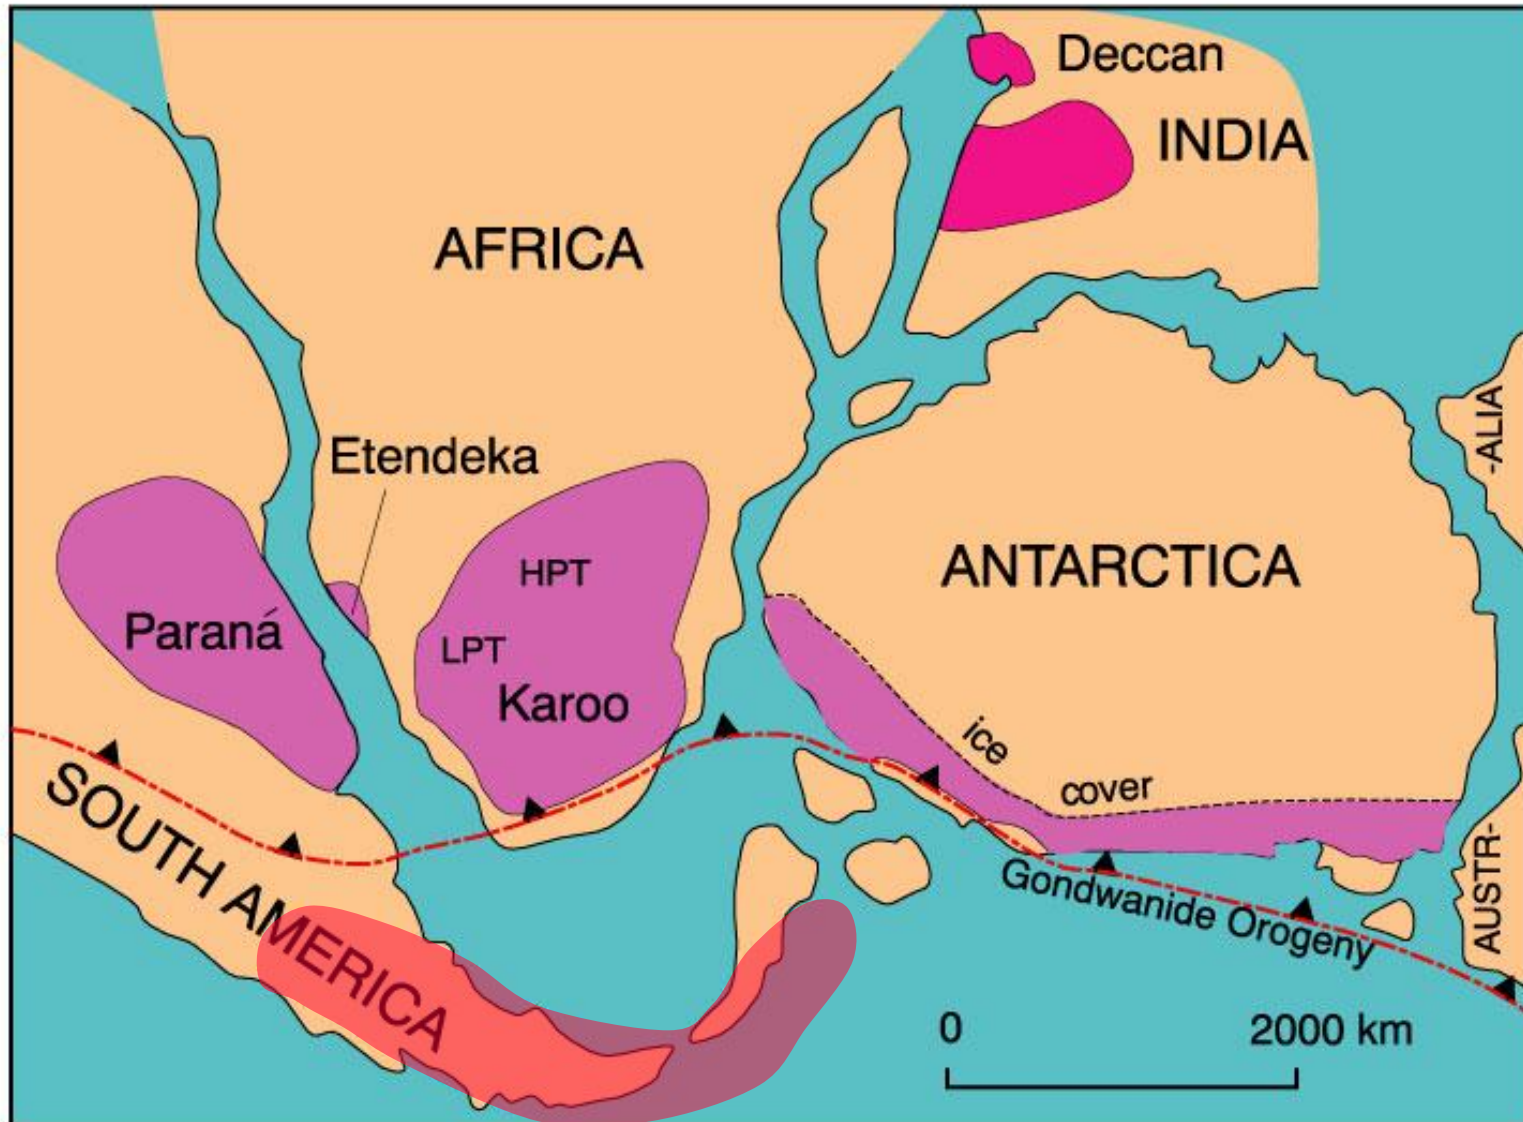 Deccan
INDIA
AFRICA
-ALIA
Etendeka
HPT
ANTARCTICA
Paraná
LPT
Karoo
ice
cover
SOUTH AMERICA
Gondwanide Orogeny
AUSTR-
0 2000 km